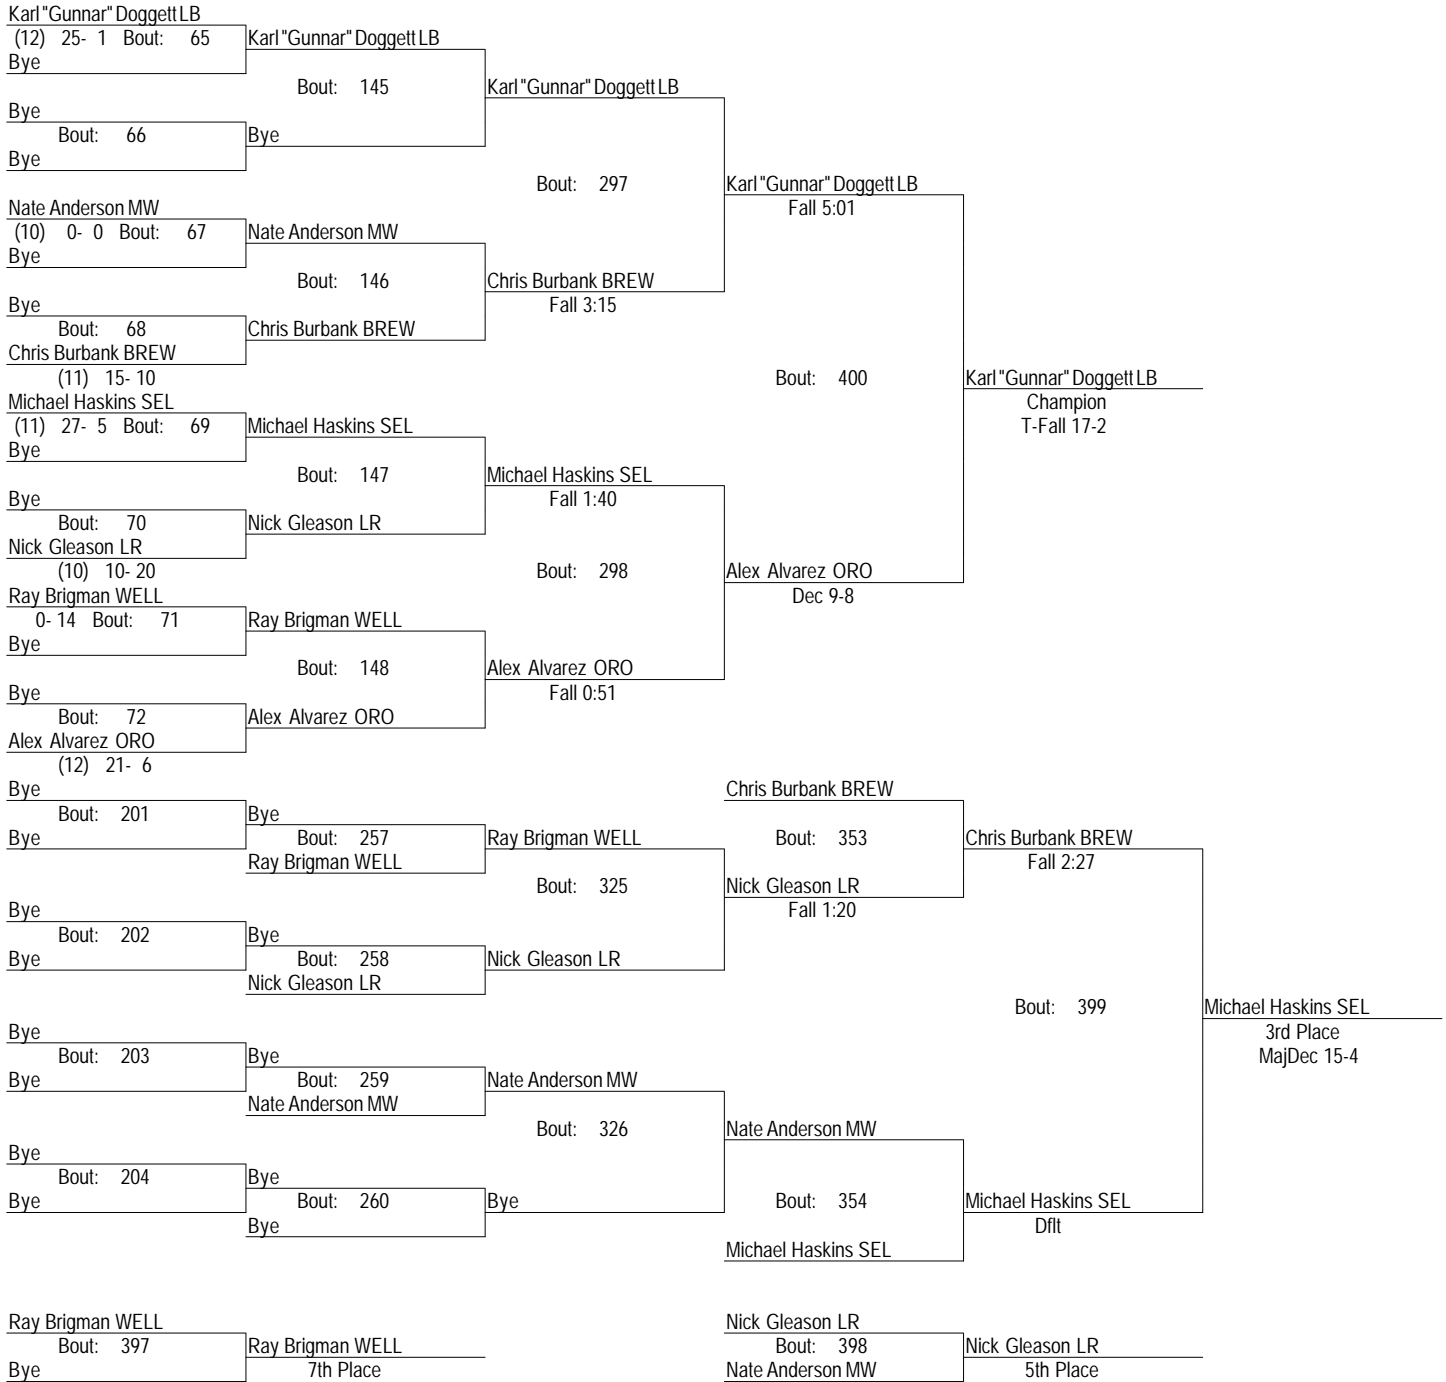 Karl "Gunnar" Doggett LB
(12) 25- 1 Bout: 65 Karl "Gunnar" Doggett LB
Bye
Bout: 145 Karl "Gunnar" Doggett LB
Bye
Bout: 66 Bye
Bye
Bout: 297 Karl "Gunnar" Doggett LB
Nate Anderson MW Fall 5:01
(10) 0- 0 Bout: 67 Nate Anderson MW
Bye
Bout: 146 Chris Burbank BREW
Bye Fall 3:15
Bout: 68 Chris Burbank BREW
Chris Burbank BREW
(11) 15- 10 Bout: 400 Karl "Gunnar" Doggett LB
Michael Haskins SEL Champion
(11) 27- 5 Bout: 69 Michael Haskins SEL T-Fall 17-2
Bye
Bout: 147 Michael Haskins SEL
Bye Fall 1:40
Bout: 70 Nick Gleason LR
Nick Gleason LR
(10) 10- 20 Bout: 298 Alex Alvarez ORO
Ray Brigman WELL Dec 9-8
0- 14 Bout: 71 Ray Brigman WELL
Bye
Bout: 148 Alex Alvarez ORO
Bye Fall 0:51
Bout: 72 Alex Alvarez ORO
Alex Alvarez ORO
(12) 21- 6
Bye Chris Burbank BREW
Bout: 201 Bye
Bye Bout: 257 Ray Brigman WELL Bout: 353 Chris Burbank BREW
Ray Brigman WELL Fall 2:27
Bout: 325 Nick Gleason LR
Bye Fall 1:20
Bout: 202 Bye
Bye Bout: 258 Nick Gleason LR
Nick Gleason LR
Bout: 399 Michael Haskins SEL
Bye 3rd Place
Bout: 203 Bye MajDec 15-4
Bye Bout: 259 Nate Anderson MW
Nate Anderson MW
Bout: 326 Nate Anderson MW
Bye
Bout: 204 Bye
Bye Bout: 260 Bye Bout: 354 Michael Haskins SEL
Bye Dflt
Michael Haskins SEL
Ray Brigman WELL Nick Gleason LR
Bout: 397 Ray Brigman WELL Bout: 398 Nick Gleason LR
Bye 7th Place Nate Anderson MW 5th Place